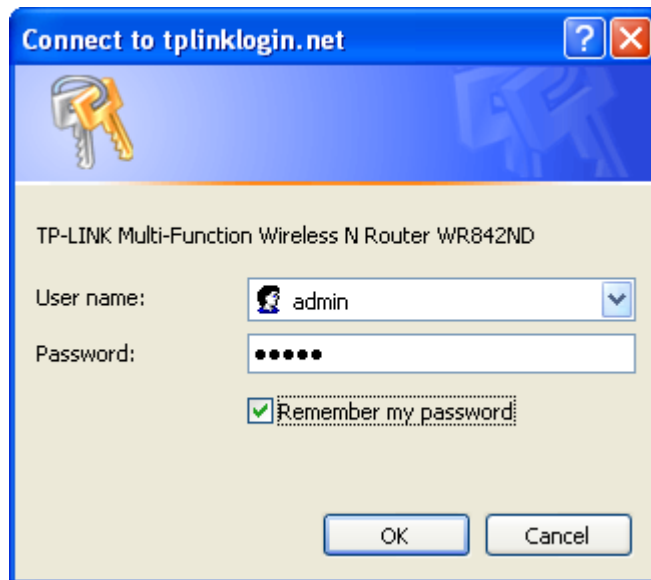 Connect to tplinklogin.net
TP-LINK Multi-Function Wireless N Router WR842ND
User name: admin
Password: •••••
Remember my password
OK Cancel